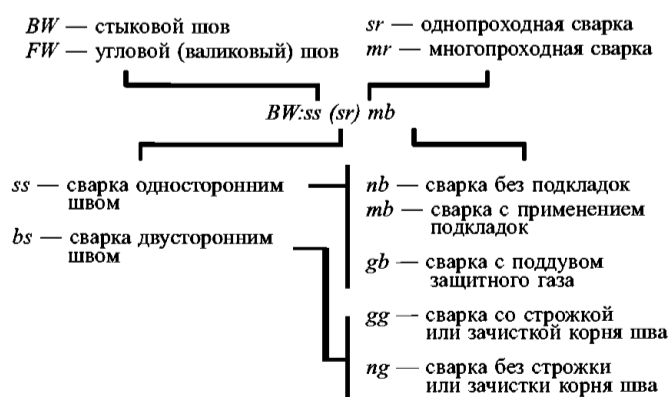 BW — стыковой шов
FW — угловой (валиковый) шов
sr — однопроходная сварка
mr — многопроходная сварка
BW:ss (sr) mb
ss — сварка односторонним
швом
bs — сварка двусторонним
швом
nb — сварка без подкладок
mb — сварка с применением
подкладок
gb — сварка с поддувом
защитного газа
gg — сварка со строжкой
или зачисткой корня шва
ng — сварка без строжки
или зачистки корня шва